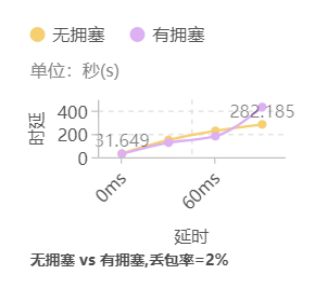 无拥塞 有拥塞
单位：秒(s)
时延
400
282.185
200
31.649
0
0ms 60ms
延时
无拥塞 vs 有拥塞,丢包率=2%